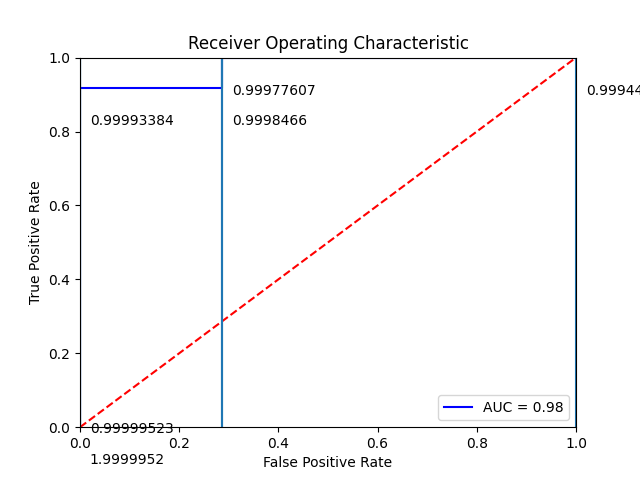 Receiver Operating Characteristic
1.0
0.99977607
0.99944
0.99993384
0.9998466
0.8
0.6
True Positive Rate
0.4
0.2
AUC = 0.98
0.0
0.99999523
0.0 0.2 0.4 0.6 0.8 1.0
1.9999952
False Positive Rate